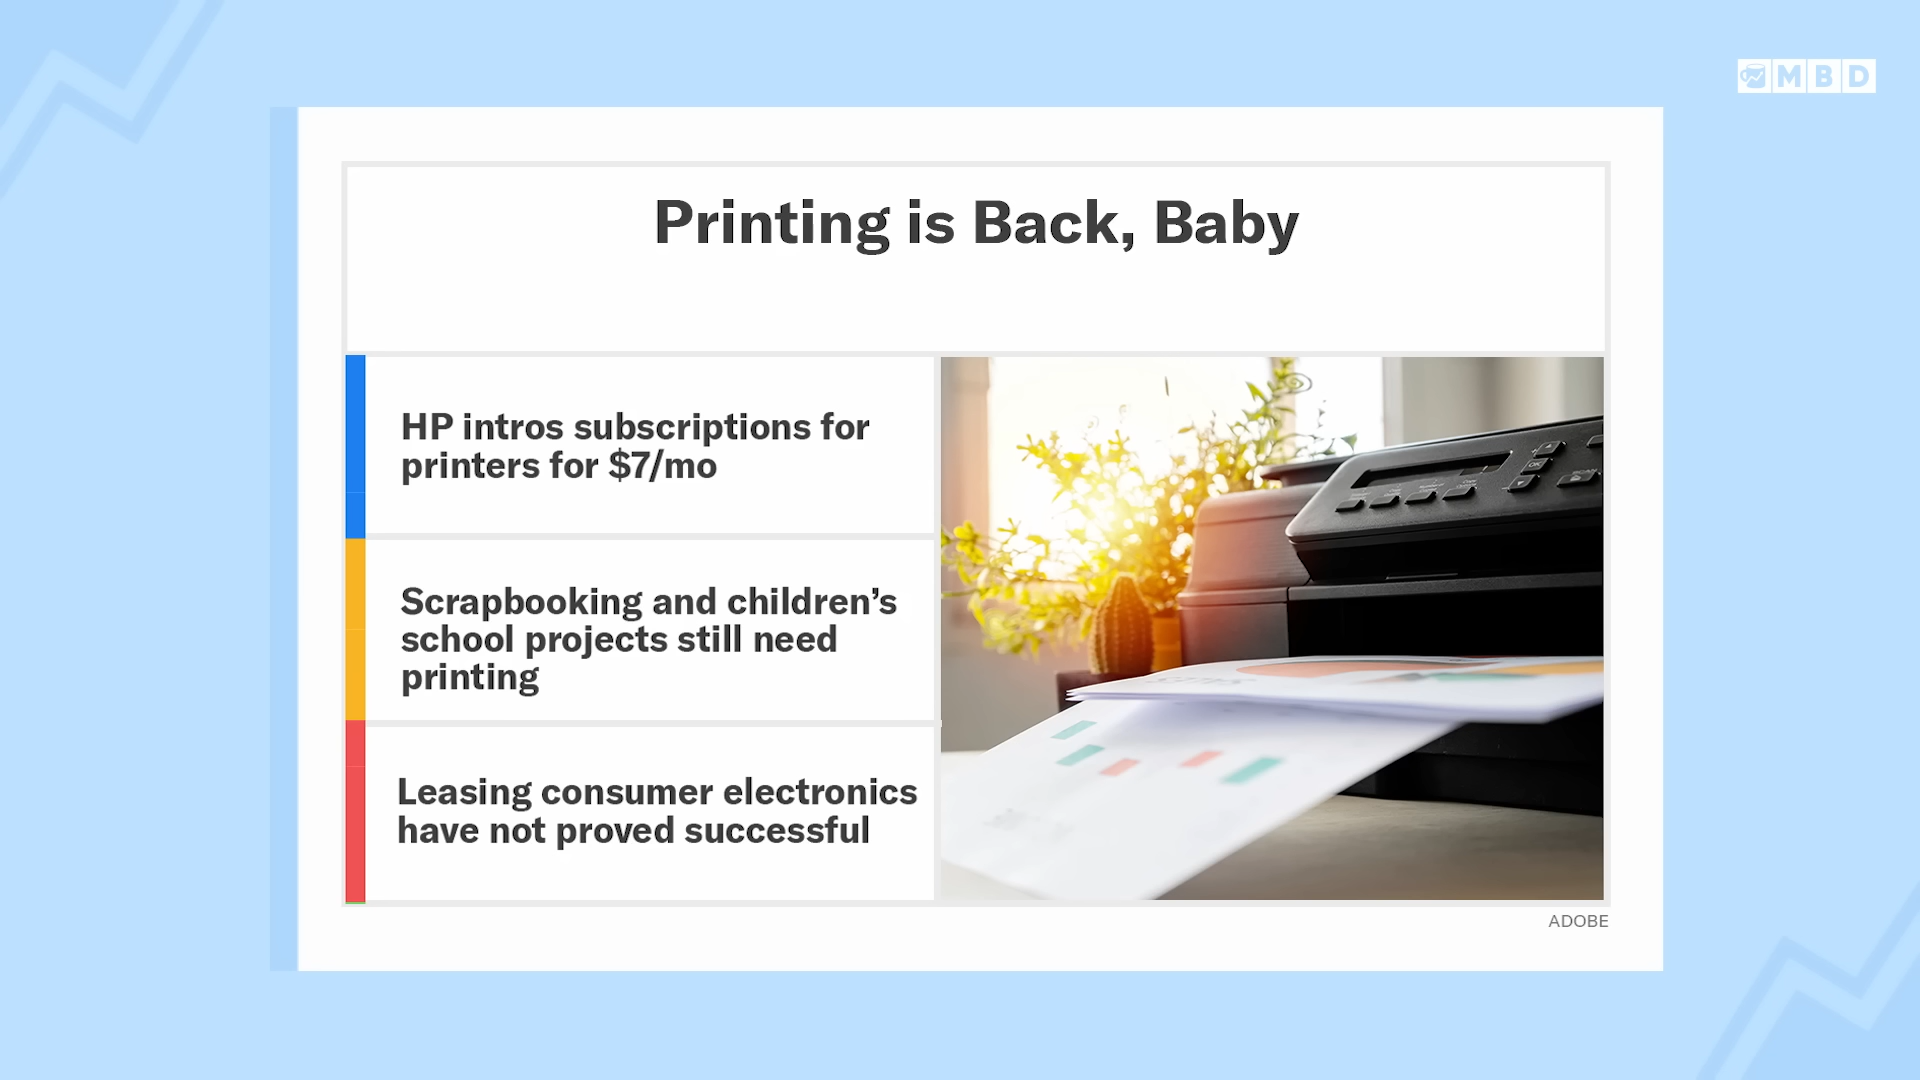 MBD
Printing is Back, Baby
HP intros subscriptions for
printers for $7/mo
Scrapbooking and children’s
school projects still need
printing
Leasing consumer electronics
have not proved successful
ADOBE